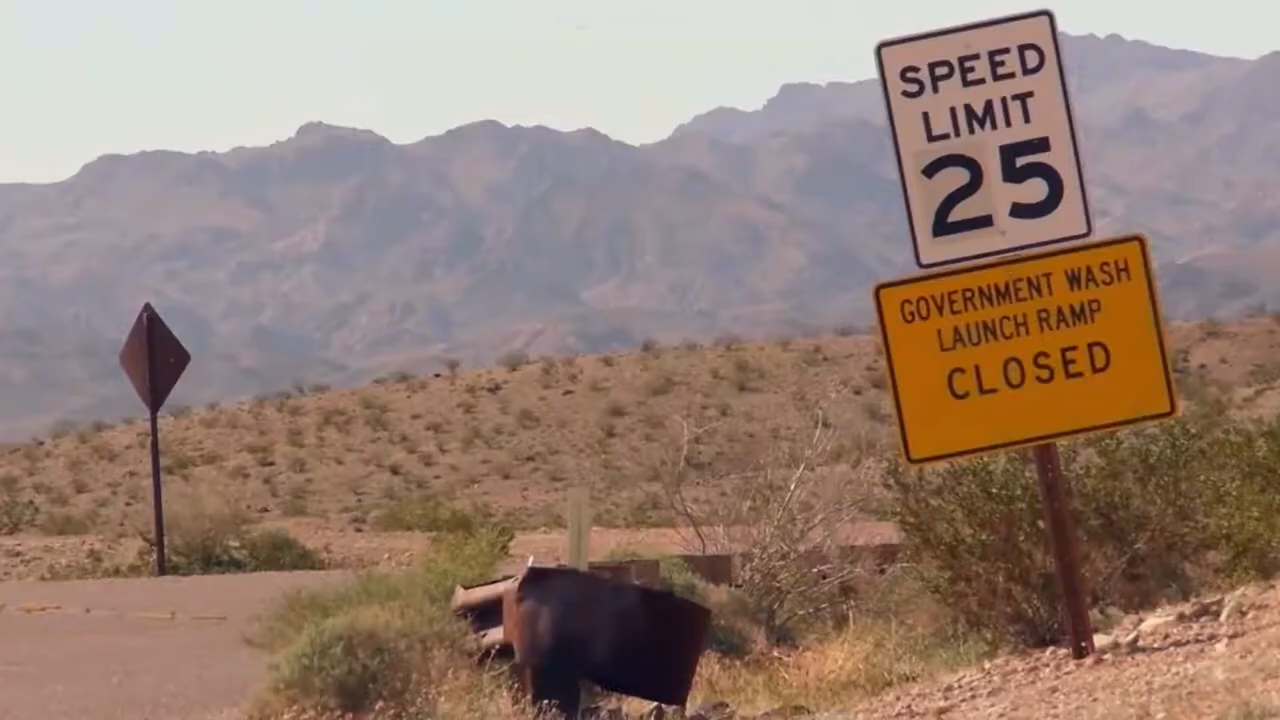 SPEED
LIMIT
25
GOVERNMENT WASH
LAUNCH RAMP
CLOSED